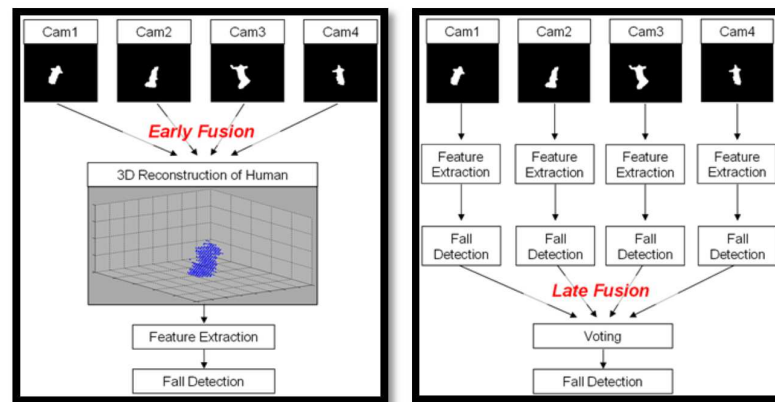 Cam1
Cam2
Cam3
Cam4
Early Fusion
3D Reconstruction of Human
Feature Extraction
Fall Detection
Cam1
Cam2
Cam3
Cam4
Feature
Extraction
Feature
Extraction
Feature
Extraction
Feature
Extraction
Fall
Detection
Fall
Detection
Fall
Detection
Fall
Detection
Late Fusion
Voting
Fall Detection